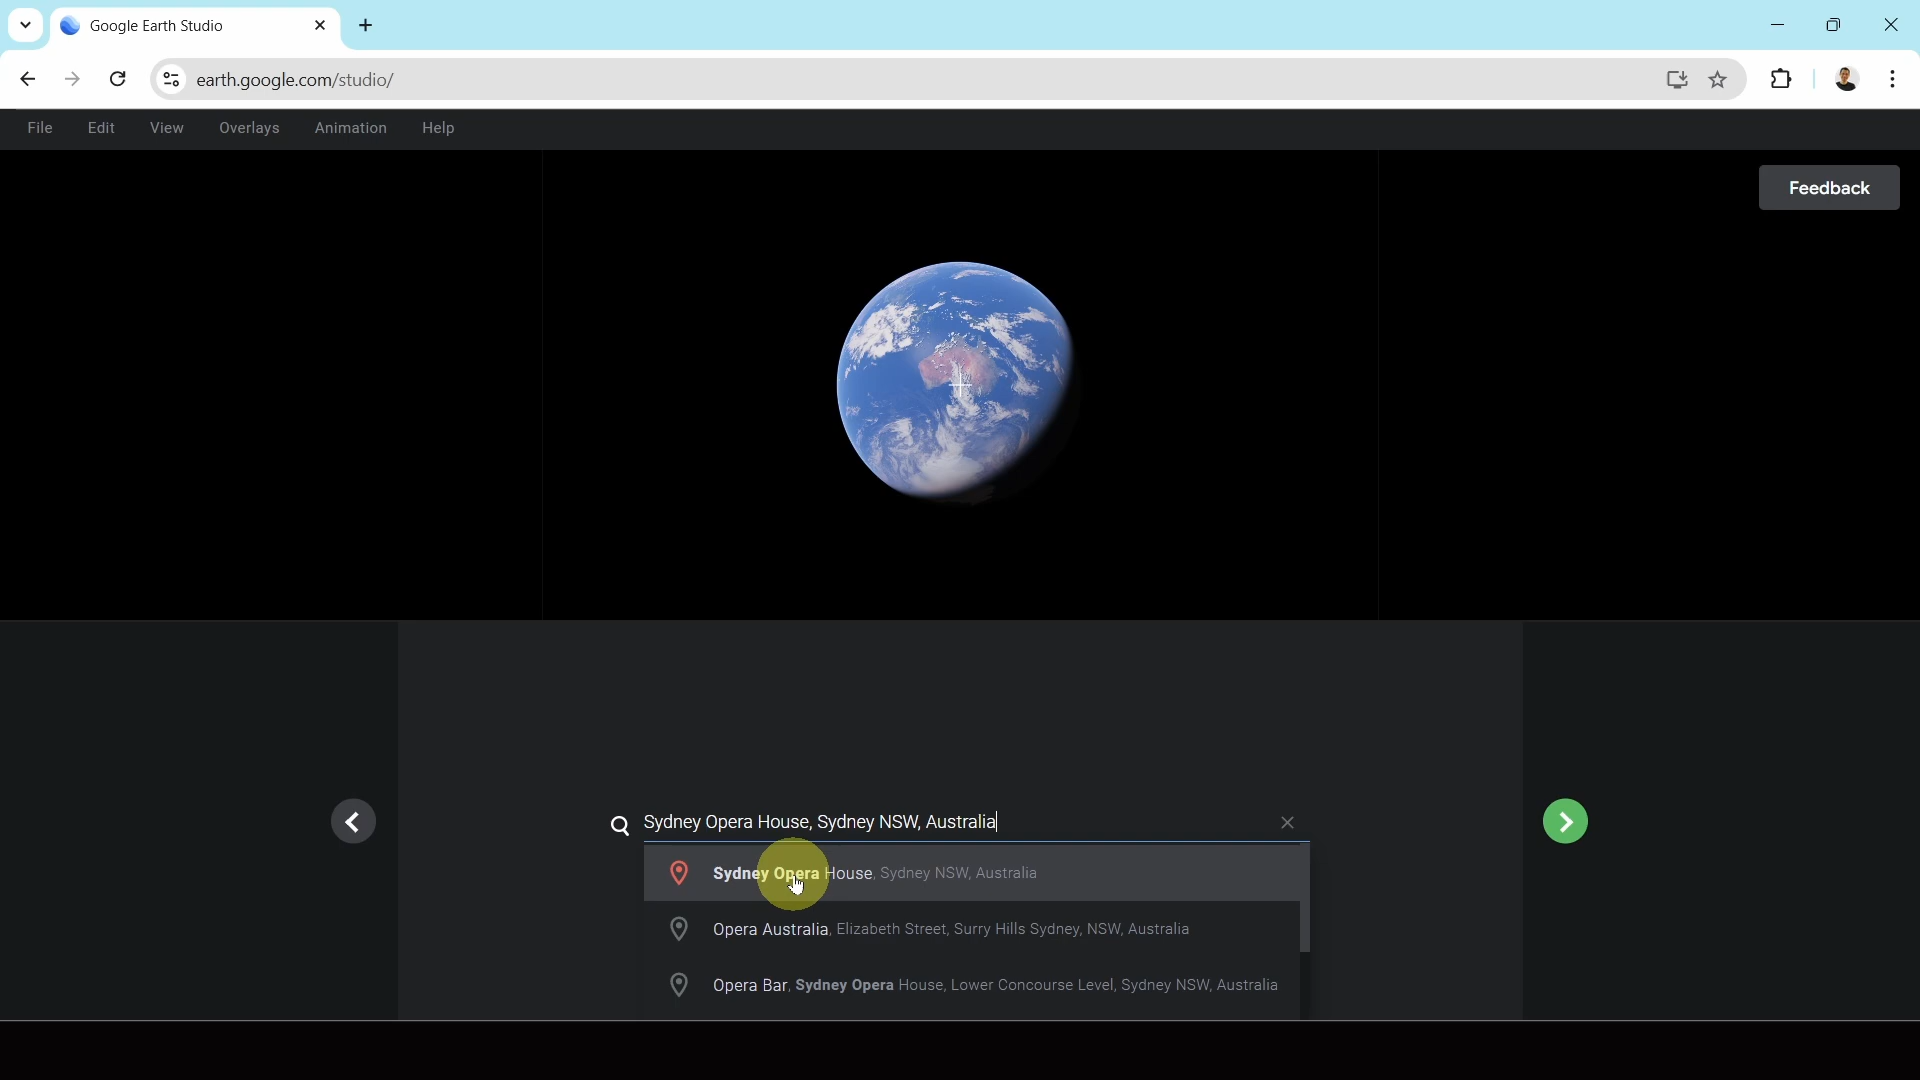 Google Earth Studio
earth.google.com/studio/
File Edit View Overlays Animation Help
Feedback
Sydney Opera House, Sydney NSW, Australia
Sydney Opera House, Sydney NSW, Australia
Opera Australia, Elizabeth Street, Surry Hills Sydney, NSW, Australia
Opera Bar, Sydney Opera House, Lower Concourse Level, Sydney NSW, Australia